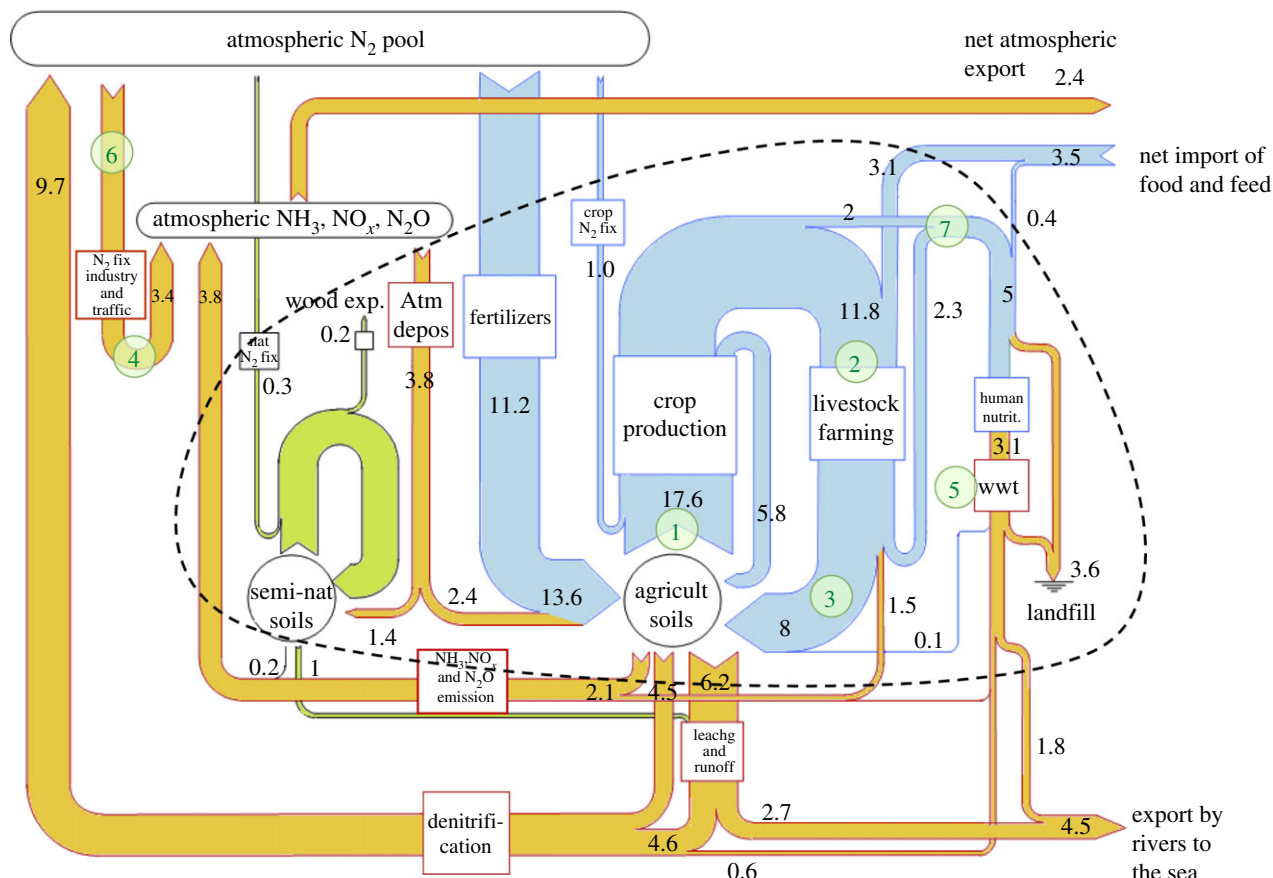 atmospheric N2 pool
net atmospheric
export
2.4
6
9.7
3.1
3.5
net import of
food and feed
atmospheric NH3, NOx, N2O
crop
N2 fix
2
7
0.4
N2 fix
industry
and
traffic
3.4
3.8
1.0
wood exp.
0.2
Atm
depos
fertilizers
11.8
2.3
5
4
nat
N2 fix
0.3
3.8
2
11.2
crop
production
livestock
farming
human
nutrit.
3.1
17.6
5.8
5
wwt
1
semi-nat
soils
2.4
13.6
agricult
soils
3
8
1.5
3.6
landfill
1.4
0.1
0.2
1
NH3,NOx
and N2O
emission
2.1
4.5
6.2
leachg
and
runoff
1.8
denitrifi-
cation
4.6
2.7
4.5
0.6
export by
rivers to
the sea